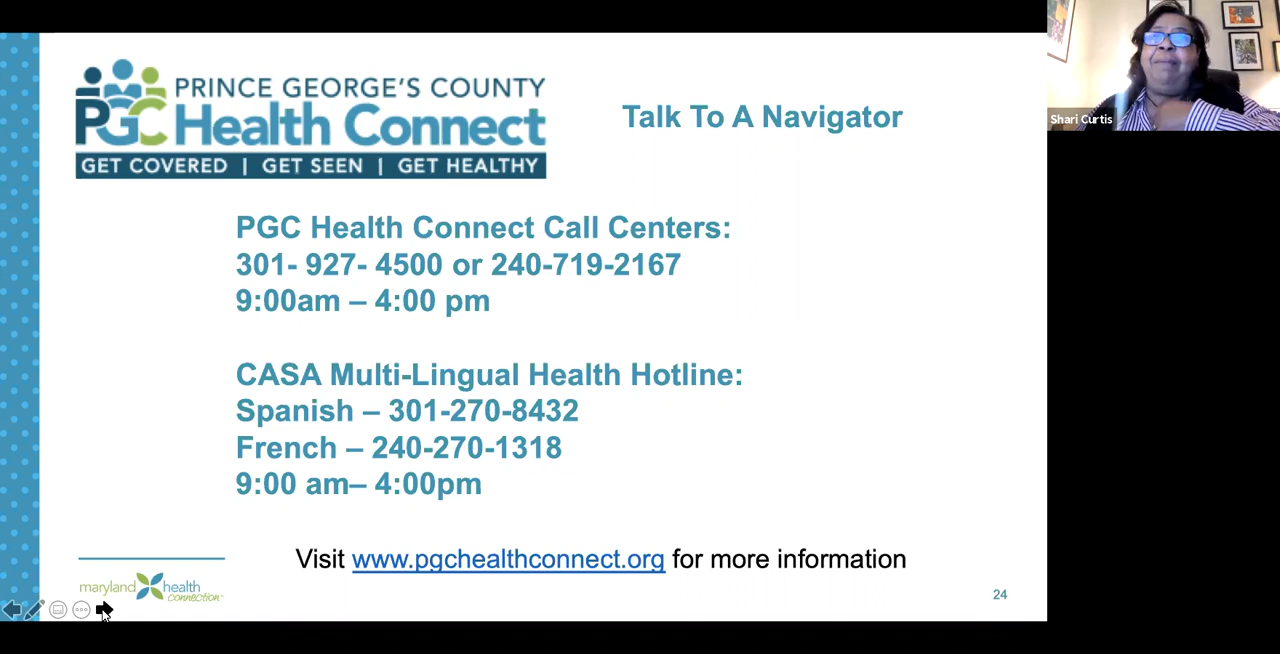 PRINCE GEORGE'S COUNTY
PGC Health Connect
GET COVERED | GET SEEN | GET HEALTHY
Talk To A Navigator
Shari Curtis
PGC Health Connect Call Centers:
301- 927- 4500 or 240-719-2167
9:00am – 4:00 pm
CASA Multi-Lingual Health Hotline:
Spanish – 301-270-8432
French – 240-270-1318
9:00 am– 4:00pm
Visit www.pgchealthconnect.org for more information
maryland health
connection™
24